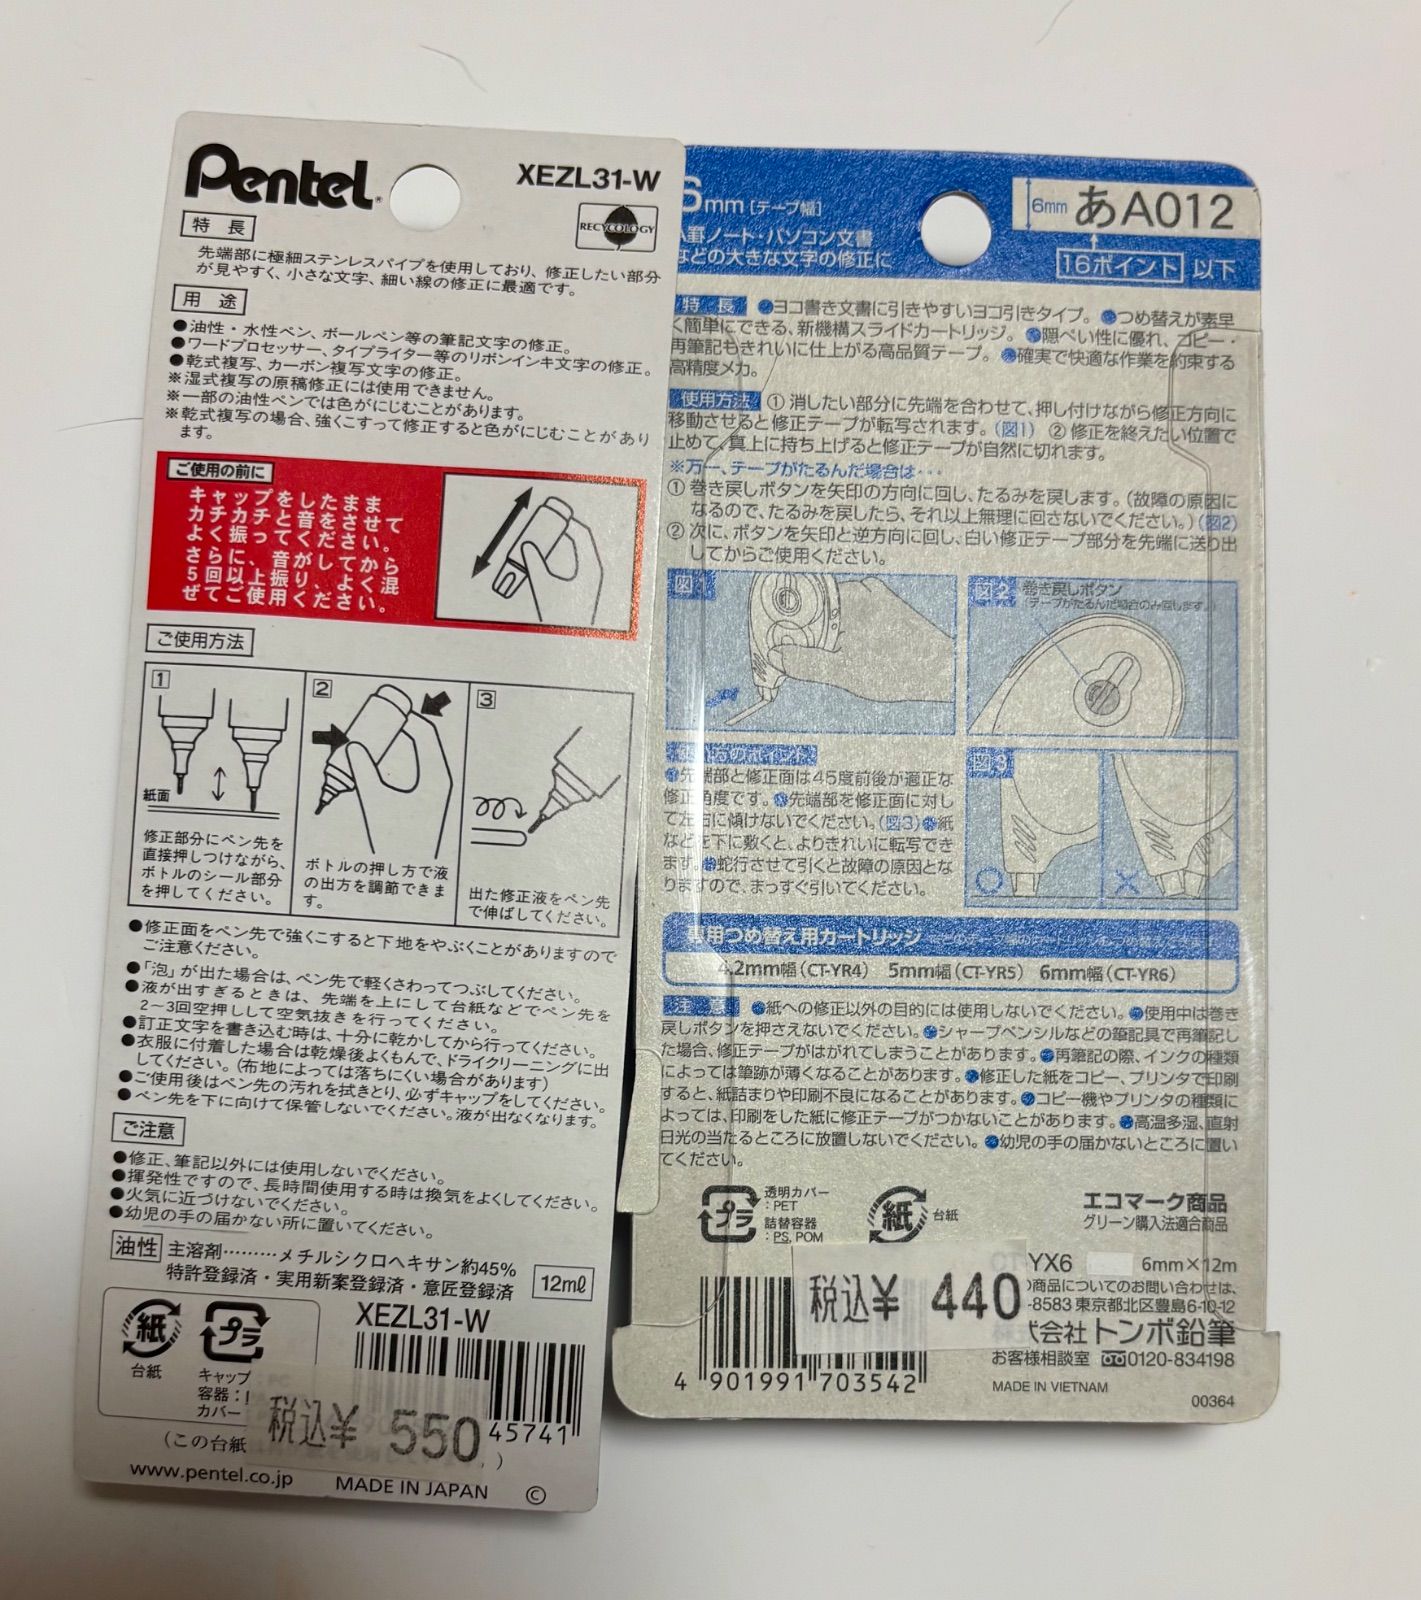 Pentel
XEZL31-W
RECYCOLOGY
特長
先端部に極細ステンレスパイプを使用しており、修正したい部分
が見やすく、小さな文字、細い線の修正に最適です。
用途
●油性・水性ペン、ボールペン等の筆記文字の修正。
●ワードプロセッサー、タイプライター等のリボンインキ文字の修正。
●乾式複写、カーボン複写文字の修正。
※湿式複写の原稿修正には使用できません。
※一部の油性ペンでは色がにじむことがあります。
※乾式複写の場合、強くこすって修正すると色がにじむことがあり
ます。
ご使用の前に
キャップをしたまま
カチカチと音をさせて
よく振ってください。
さらに、音がしてから
5回以上振り、よく混
ぜてご使用ください。
ご使用方法
1
紙面
修正部分にペン先を
直接押しつけながら、
ボトルのシール部分
を押してください。
2
ボトルの押し方で液
の出方を調節できま
す。
3
出た修正液をペン先
で伸ばしてください。
●修正面をペン先で強くこすると下地をやぶくことがありますので
ご注意ください。
●「泡」が出た場合は、ペン先で軽くさわってつぶしてください。
●液が出すぎるときは、先端を上にして台紙などでペン先を
2〜3回空押しして空気抜きを行ってください。
●訂正文字を書き込む時は、十分に乾かしてから行ってください。
●衣服に付着した場合は乾燥後よくもんで、ドライクリーニングに出
してください。(布地によっては落ちにくい場合があります)
●ご使用後はペン先の汚れを拭きとり、必ずキャップをしてください。
●ペン先を下に向けて保管しないでください。液が出なくなります。
ご注意
●修正、筆記以外には使用しないでください。
●揮発性ですので、長時間使用する時は換気をよくしてください。
●火気に近づけないでください。
●幼児の手の届かない所に置いてください。
油性 主溶剤………メチルシクロヘキサン約45%
特許登録済・実用新案登録済・意匠登録済
12ml
紙
台紙
プラ
キャップ
容器:
カバー
XEZL31-W
45741
税込¥ 550
(この台紙
)
www.pentel.co.jp
MADE IN JAPAN ©
6mm [テープ幅]
A罫ノート・パソコン文書
などの大きな文字の修正に
6mm あA012
16ポイント 以下
特長 ●ヨコ書き文書に引きやすいヨコ引きタイプ。●つめ替えが素早
く簡単にできる、新機構スライドカートリッジ。●隠ぺい性に優れ、コピー・
再筆記もきれいに仕上がる高品質テープ。●確実で快適な作業を約束する
高精度メカ。
使用方法 ① 消したい部分に先端を合わせて、押し付けながら修正方向に
移動させると修正テープが転写されます。(図1) ② 修正を終えたい位置で
止めて、真上に持ち上げると修正テープが自然に切れます。
※万一、テープがたるんだ場合は・・・
① 巻き戻しボタンを矢印の方向に回し、たるみを戻します。(故障の原因に
なるので、たるみを戻したら、それ以上無理に回さないでください。)(図2)
② 次に、ボタンを矢印と逆方向に回し、白い修正テープ部分を先端に送り出
してからご使用ください。
図1
図2 巻き戻しボタン
(テープがたるんだ場合のみ回します。)
●先端部と修正面は45度前後が適正な
修正角度です。●先端部を修正面に対し
て左右に傾けないでください。(図3)●紙
などを下に敷くと、よりきれいに転写でき
ます。●蛇行させて引くと故障の原因とな
りますので、まっすぐ引いてください。
図3
専用つめ替え用カートリッジ
4.2mm幅(CT-YR4) 5mm幅(CT-YR5) 6mm幅(CT-YR6)
注意 ●紙への修正以外の目的には使用しないでください。●使用中は巻き
戻しボタンを押さえないでください。●シャープペンシルなどの筆記具で再筆記し
た場合、修正テープがはがれてしまうことがあります。●再筆記の際、インクの種類
によっては筆跡が薄くなることがあります。●修正した紙をコピー、プリンタで印刷
すると、紙詰まりや印刷不良になることがあります。●コピー機やプリンタの種類に
よっては、印刷をした紙に修正テープがつかないことがあります。●高温多湿、直射
日光の当たるところに放置しないでください。●幼児の手の届かないところに置い
てください。
プラ
透明カバー
:PET
詰替容器
:PS, POM
紙 台紙
エコマーク商品
グリーン購入法適合商品
YX6 6mm×12m
商品についてのお問い合わせは、
-8583 東京都北区豊島6-10-12
式会社トンボ鉛筆
お客様相談室 0120-834198
税込¥ 440
4 901991 703542
MADE IN VIETNAM
00364